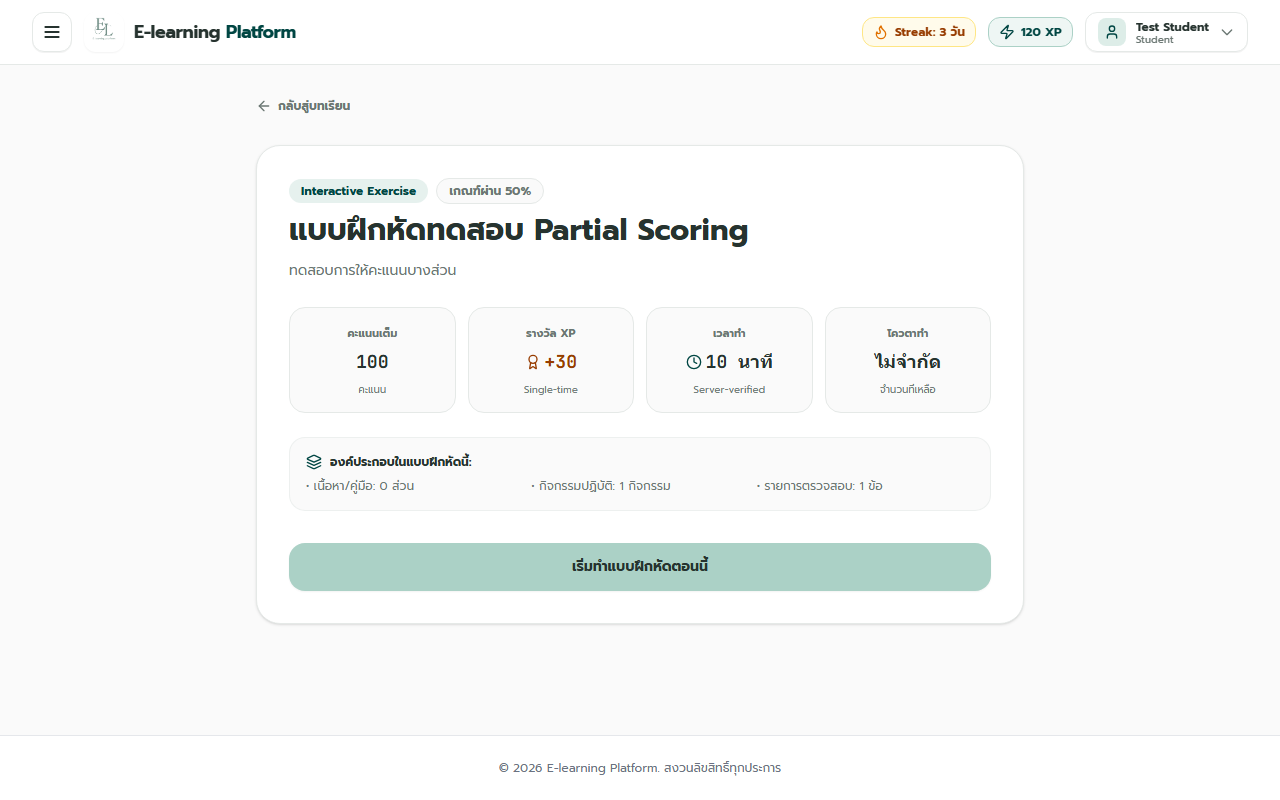 EL
E-learning Platform
Streak: 3 วัน
120 XP
Test Student
Student
กลับสู่บทเรียน
Interactive Exercise
เกณฑ์ผ่าน 50%
แบบฝึกหัดทดสอบ Partial Scoring
ทดสอบการให้คะแนนบางส่วน
คะแนนเต็ม
100
คะแนน
รางวัล XP
+30
Single-time
เวลาทำ
10 นาที
Server-verified
โควตาทำ
ไม่จำกัด
จำนวนที่เหลือ
องค์ประกอบในแบบฝึกหัดนี้:
• เนื้อหา/คู่มือ: 0 ส่วน
• กิจกรรมปฏิบัติ: 1 กิจกรรม
• รายการตรวจสอบ: 1 ข้อ
เริ่มทำแบบฝึกหัดตอนนี้
© 2026 E-learning Platform. สงวนลิขสิทธิ์ทุกประการ